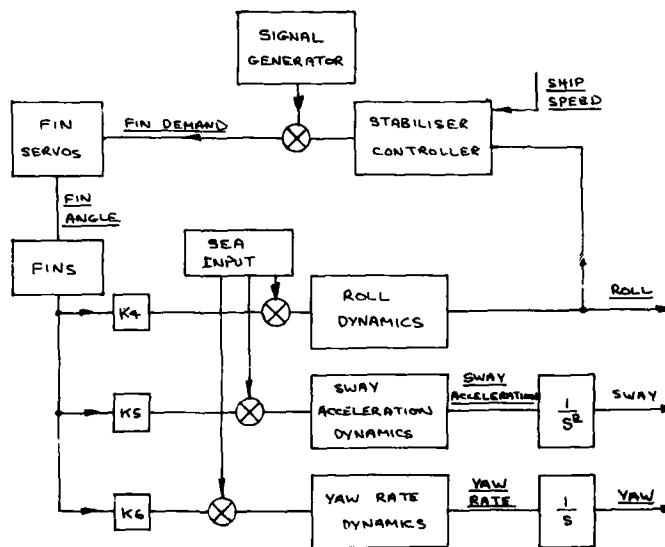 SIGNAL
GENERATOR
SHIP
SPEED
FIN
SERVOS
FIN DEMAND
STABILISER
CONTROLLER
FIN
ANGLE
FINS
SEA
INPUT
K4
ROLL
DYNAMICS
ROLL
K5
SWAY
ACCELERATION
DYNAMICS
SWAY
ACCELERATION
1
S²
SWAY
K6
YAW RATE
DYNAMICS
YAW
RATE
1
S
YAW